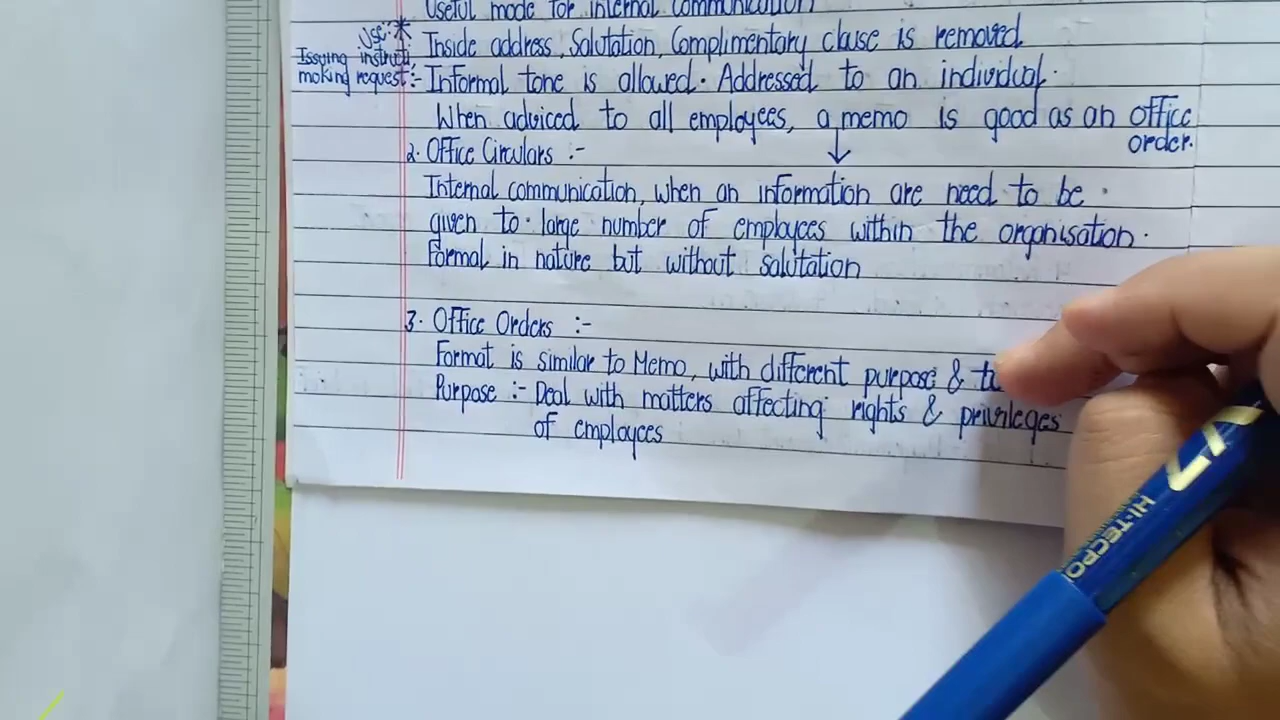 Useful mode for internal communication
Use:*
Issuing instructi
making request:-
Inside address, Salutation, Complimentary clause is removed.
Informal tone is allowed. Addressed to an individual.
When adviced to all employees, a memo is good as an office
order.
2. Office Circulars :-
Internal communication, when an information are need to be
given to large number of employees within the organisation.
Formal in nature but without salutation
3. Office Orders :-
Format is similar to Memo, with different purpose &
Purpose :- Deal with matters affecting rights & privileges
of employees
V7
HI-TECPO